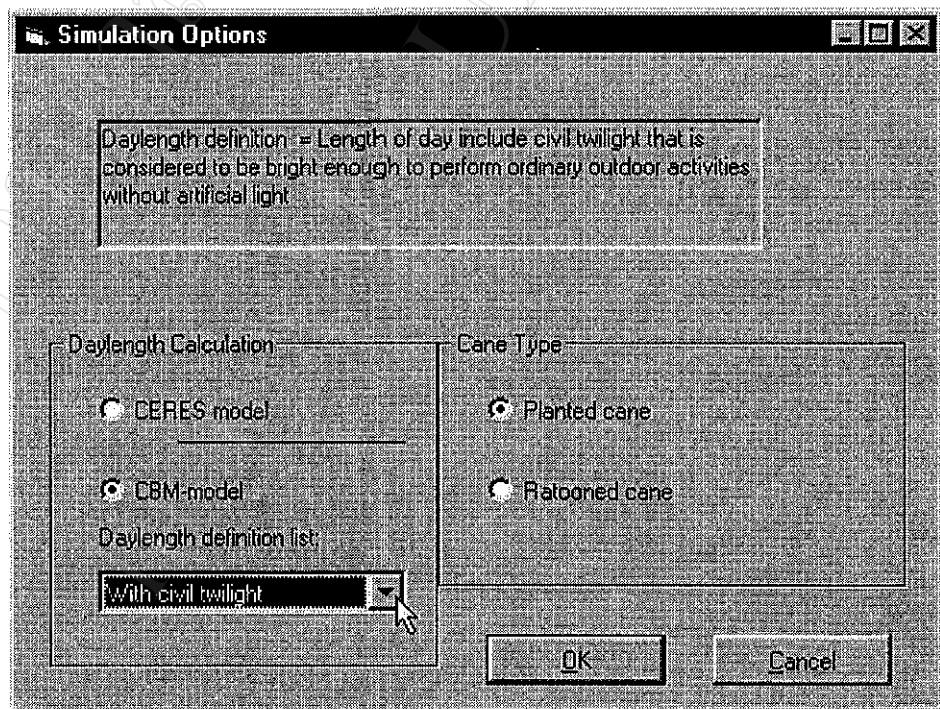 Simulation Options
Daylength definition = Length of day include civil twilight that is
considered to be bright enough to perform ordinary outdoor activities
without artificial light
Daylength Calculation
CERES model
CBM-model
Daylength definition list:
With civil twilight
Cane Type
Planted cane
Ratooned cane
OK
Cancel